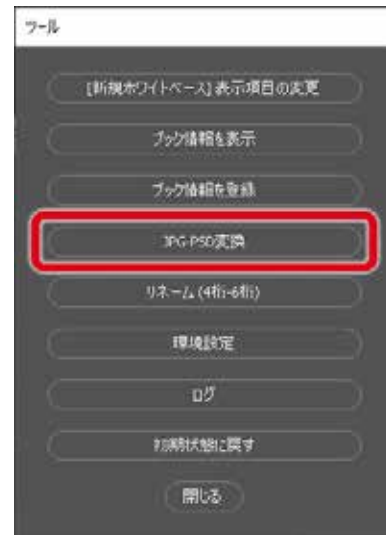 ツール
[新規ホワイトベース] 表示項目の変更
ブック情報を表示
ブック情報を登録
JPG-PSD変換
リネーム (4桁-6桁)
環境設定
ログ
初期状態に戻す
閉じる